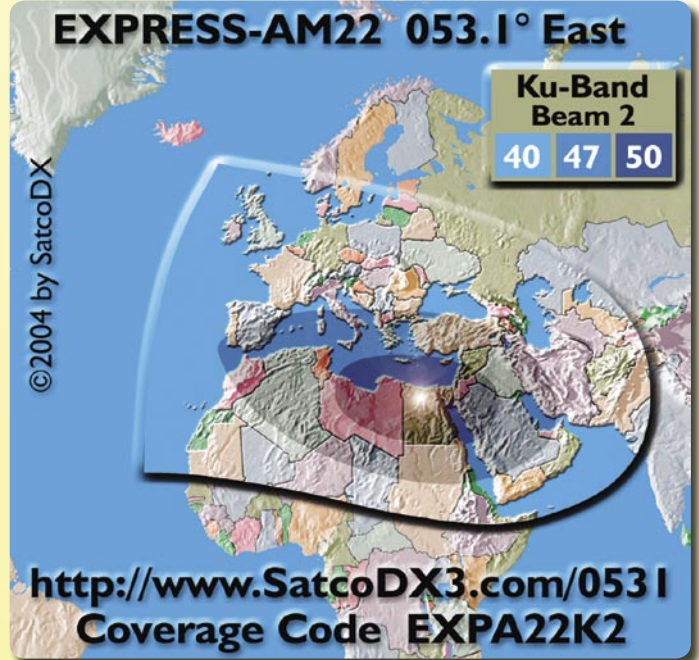 EXPRESS-AM22 053.1° East
Ku-Band
Beam 2
40 47 50
©2004 by SatcoDX
http://www.SatcoDX3.com/0531
Coverage Code EXPA22K2